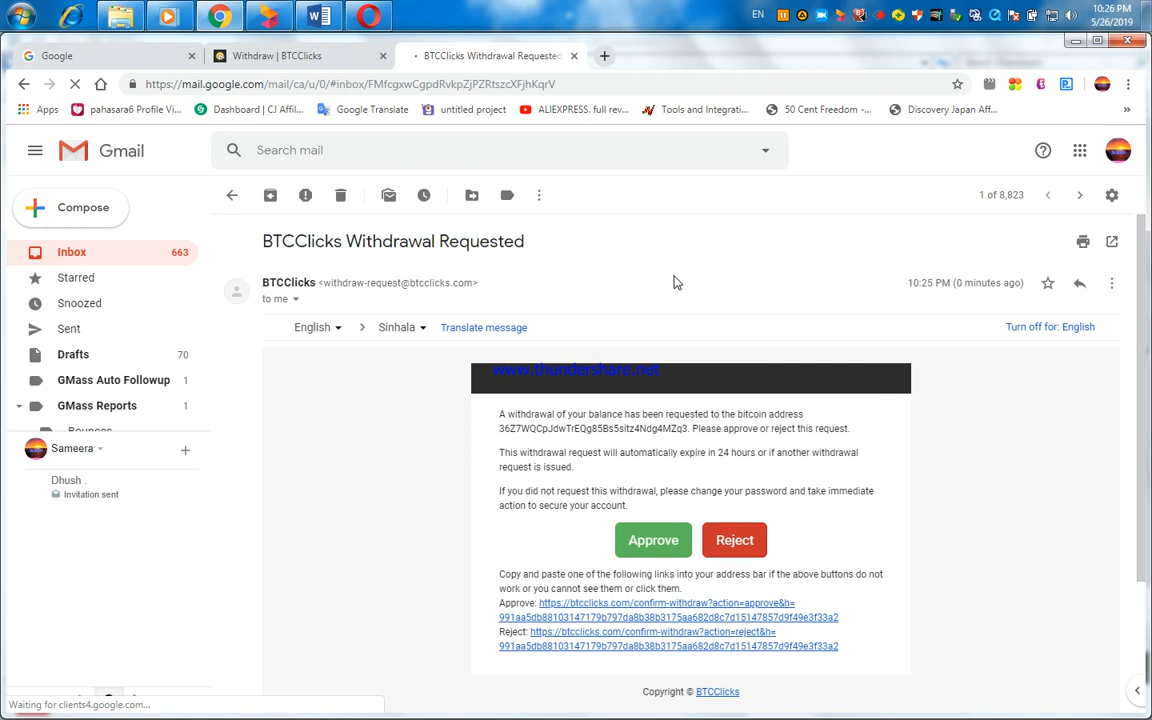 EN
10:26 PM
5/26/2019
Google
Withdraw | BTCClicks
BTCClicks Withdrawal Requested
https://mail.google.com/mail/ca/u/0/#inbox/FMfcgxwCgpdRvkpZjPZRtszcXFjhKqrV
Apps
pahasara6 Profile Vi...
Dashboard | CJ Affil...
Google Translate
untitled project
ALIEXPRESS. full rev...
Tools and Integrati...
50 Cent Freedom -...
Discovery Japan Aff...
Gmail
Search mail
Compose
1 of 8,823
Inbox 663
Starred
Snoozed
Sent
Drafts 70
GMass Auto Followup 1
GMass Reports 1
Bounces
Sameera
Dhush .
Invitation sent
BTCClicks Withdrawal Requested
BTCClicks <withdraw-request@btcclicks.com>
10:25 PM (0 minutes ago)
to me
English > Sinhala Translate message
Turn off for: English
www.thundershare.net
A withdrawal of your balance has been requested to the bitcoin address
36Z7WQCpJdwTrEQg85Bs5sitz4Ndg4MZq3. Please approve or reject this request.
This withdrawal request will automatically expire in 24 hours or if another withdrawal
request is issued.
If you did not request this withdrawal, please change your password and take immediate
action to secure your account.
Approve Reject
Copy and paste one of the following links into your address bar if the above buttons do not
work or you cannot see them or click them.
Approve: https://btcclicks.com/confirm-withdraw?action=approve&h=
991aa5db88103147179b797da8b38b3175aa682d8c7d15147857d9f49e3f33a2
Reject: https://btcclicks.com/confirm-withdraw?action=reject&h=
991aa5db88103147179b797da8b38b3175aa682d8c7d15147857d9f49e3f33a2
Copyright © BTCClicks
Waiting for clients4.google.com...